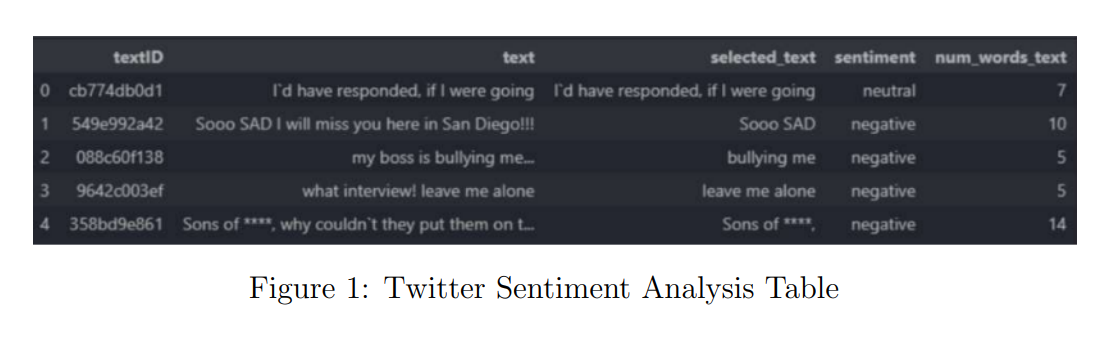 textID text selected_text sentiment num_words_text
0 cb774db0d1 I`d have responded, if I were going I`d have responded, if I were going neutral 7
1 549e992a42 Sooo SAD I will miss you here in San Diego!!! Sooo SAD negative 10
2 088c60f138 my boss is bullying me... bullying me negative 5
3 9642c003ef what interview! leave me alone leave me alone negative 5
4 358bd9e861 Sons of ****, why couldn`t they put them on t... Sons of ****, negative 14
Figure 1: Twitter Sentiment Analysis Table